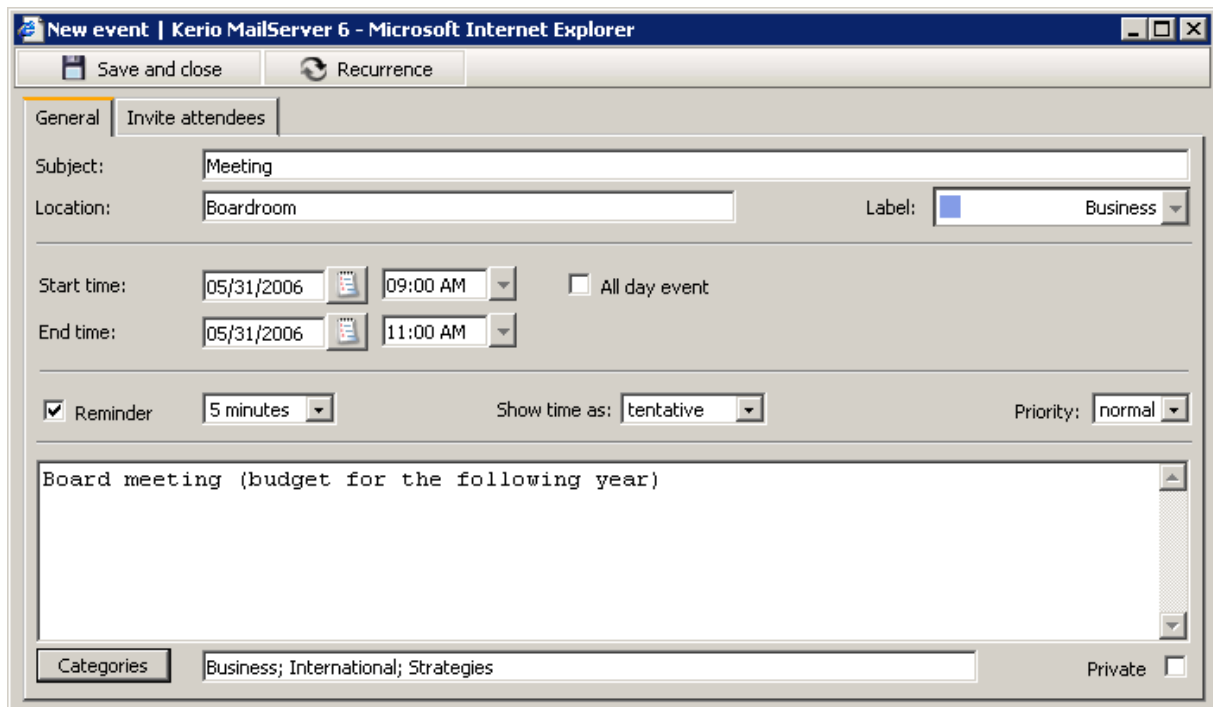 New event | Kerio MailServer 6 - Microsoft Internet Explorer
Save and close Recurrence
General Invite attendees
Subject: Meeting
Location: Boardroom Label: Business
Start time: 05/31/2006 09:00 AM All day event
End time: 05/31/2006 11:00 AM
Reminder 5 minutes Show time as: tentative Priority: normal
Board meeting (budget for the following year)
Categories Business; International; Strategies Private